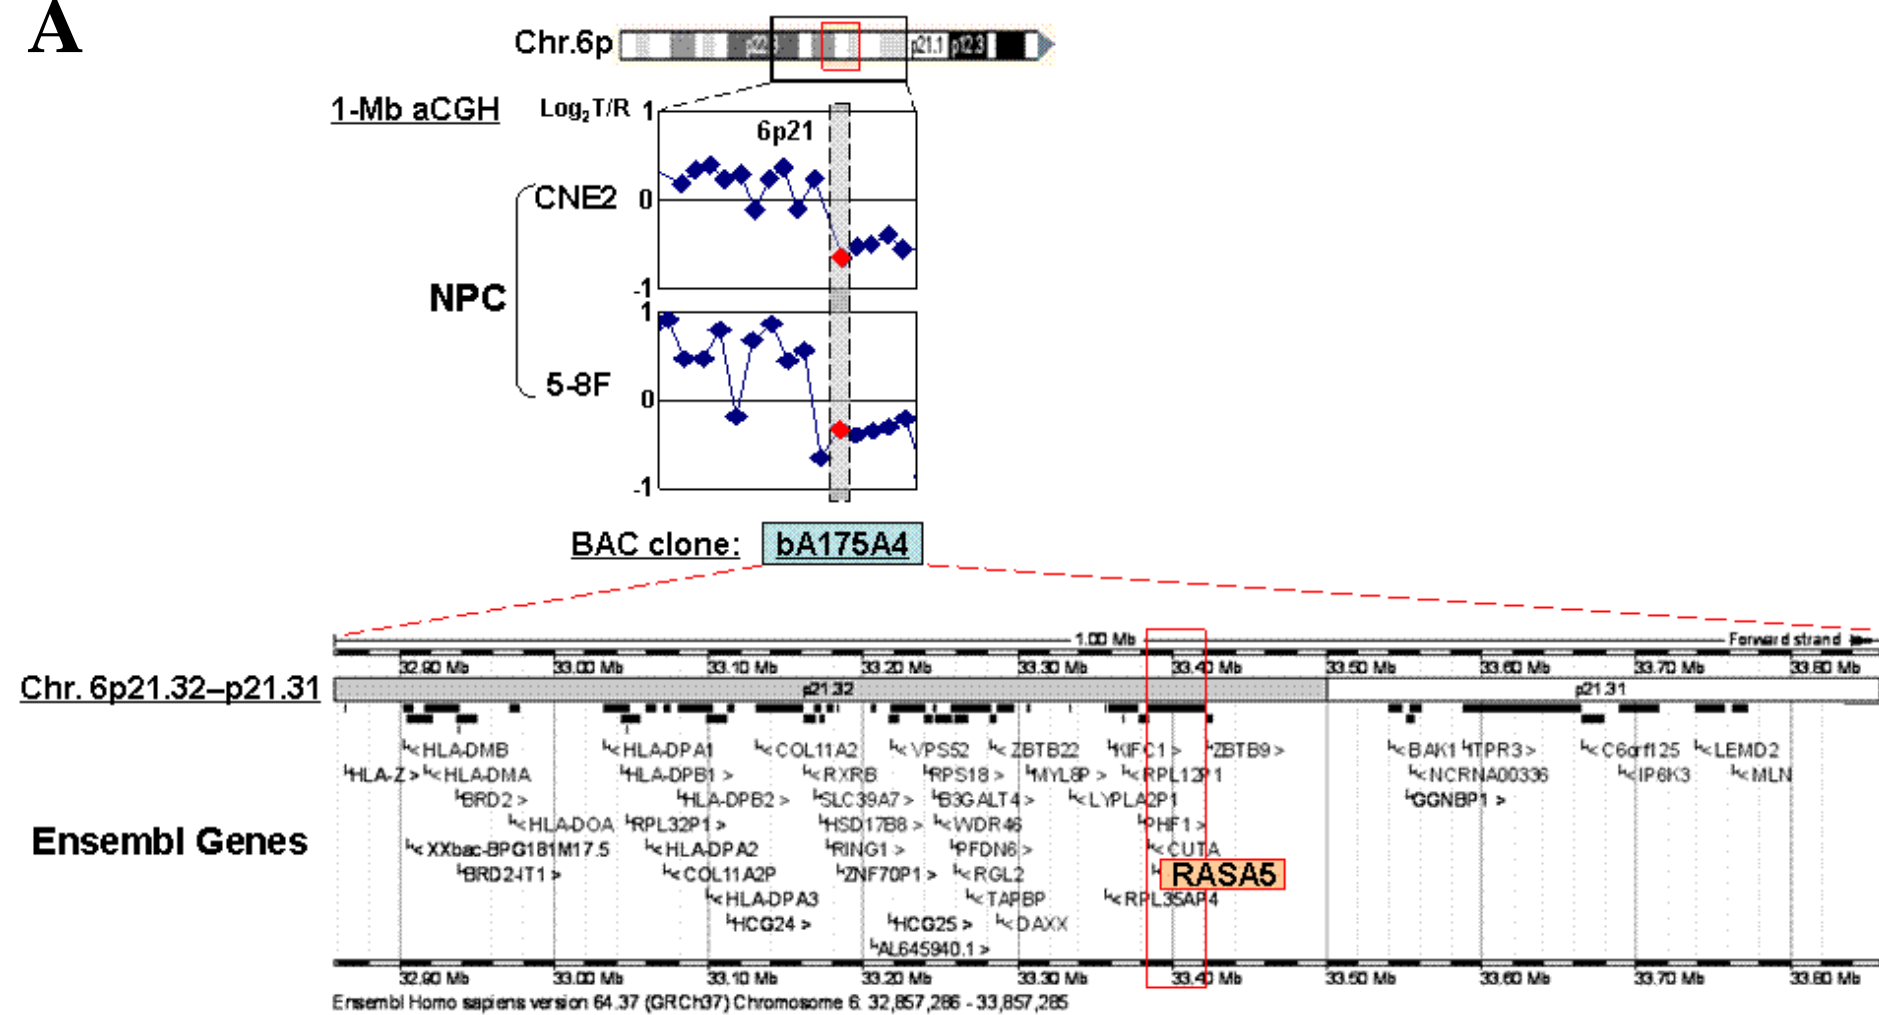 A
Chr.6p p22.3 p21.1 p12.3
1-Mb aCGH Log2T/R 1
6p21
CNE2 0
-1
NPC
1
5-8F 0
-1
BAC clone: bA175A4
1.00 Mb Forward strand
32.90 Mb 33.00 Mb 33.10 Mb 33.20 Mb 33.30 Mb 33.40 Mb 33.50 Mb 33.60 Mb 33.70 Mb 33.80 Mb
Chr. 6p21.32–p21.31 p21.32 p21.31
<HLA-DMB <HLA-DPA1 <COL11A2 <VPS52 <ZBTB22 KIFC1> ZBTB9> <BAK1 ITPR3> <C6orf125 <LEMD2
HLA-Z> <HLA-DMA HLA-DPB1> <RXRB RPS18> MYL8P> <RPL12P1 <NCRNA00336 <IP6K3 <MLN
BRD2> HLA-DPB2> SLC39A7> B3GALT4> <LYPLA2P1 GGNBP1>
<HLA-DOA RPL32P1> HSD17B8> <WDR46 PHF1>
Ensembl Genes
<XXbac-BPG181M17.5 <HLA-DPA2 RING1> PFDN6> <CUTA
BRD2-IT1> <COL11A2P ZNF70P1> <RGL2 RASA5
<HLA-DPA3 <TAPBP <RPL35AP4
HCG24> HCG25> <DAXX
AL645940.1>
32.90 Mb 33.00 Mb 33.10 Mb 33.20 Mb 33.30 Mb 33.40 Mb 33.50 Mb 33.60 Mb 33.70 Mb 33.80 Mb
Ensembl Homo sapiens version 64.37 (GRCh37) Chromosome 6: 32,857,286 - 33,857,285